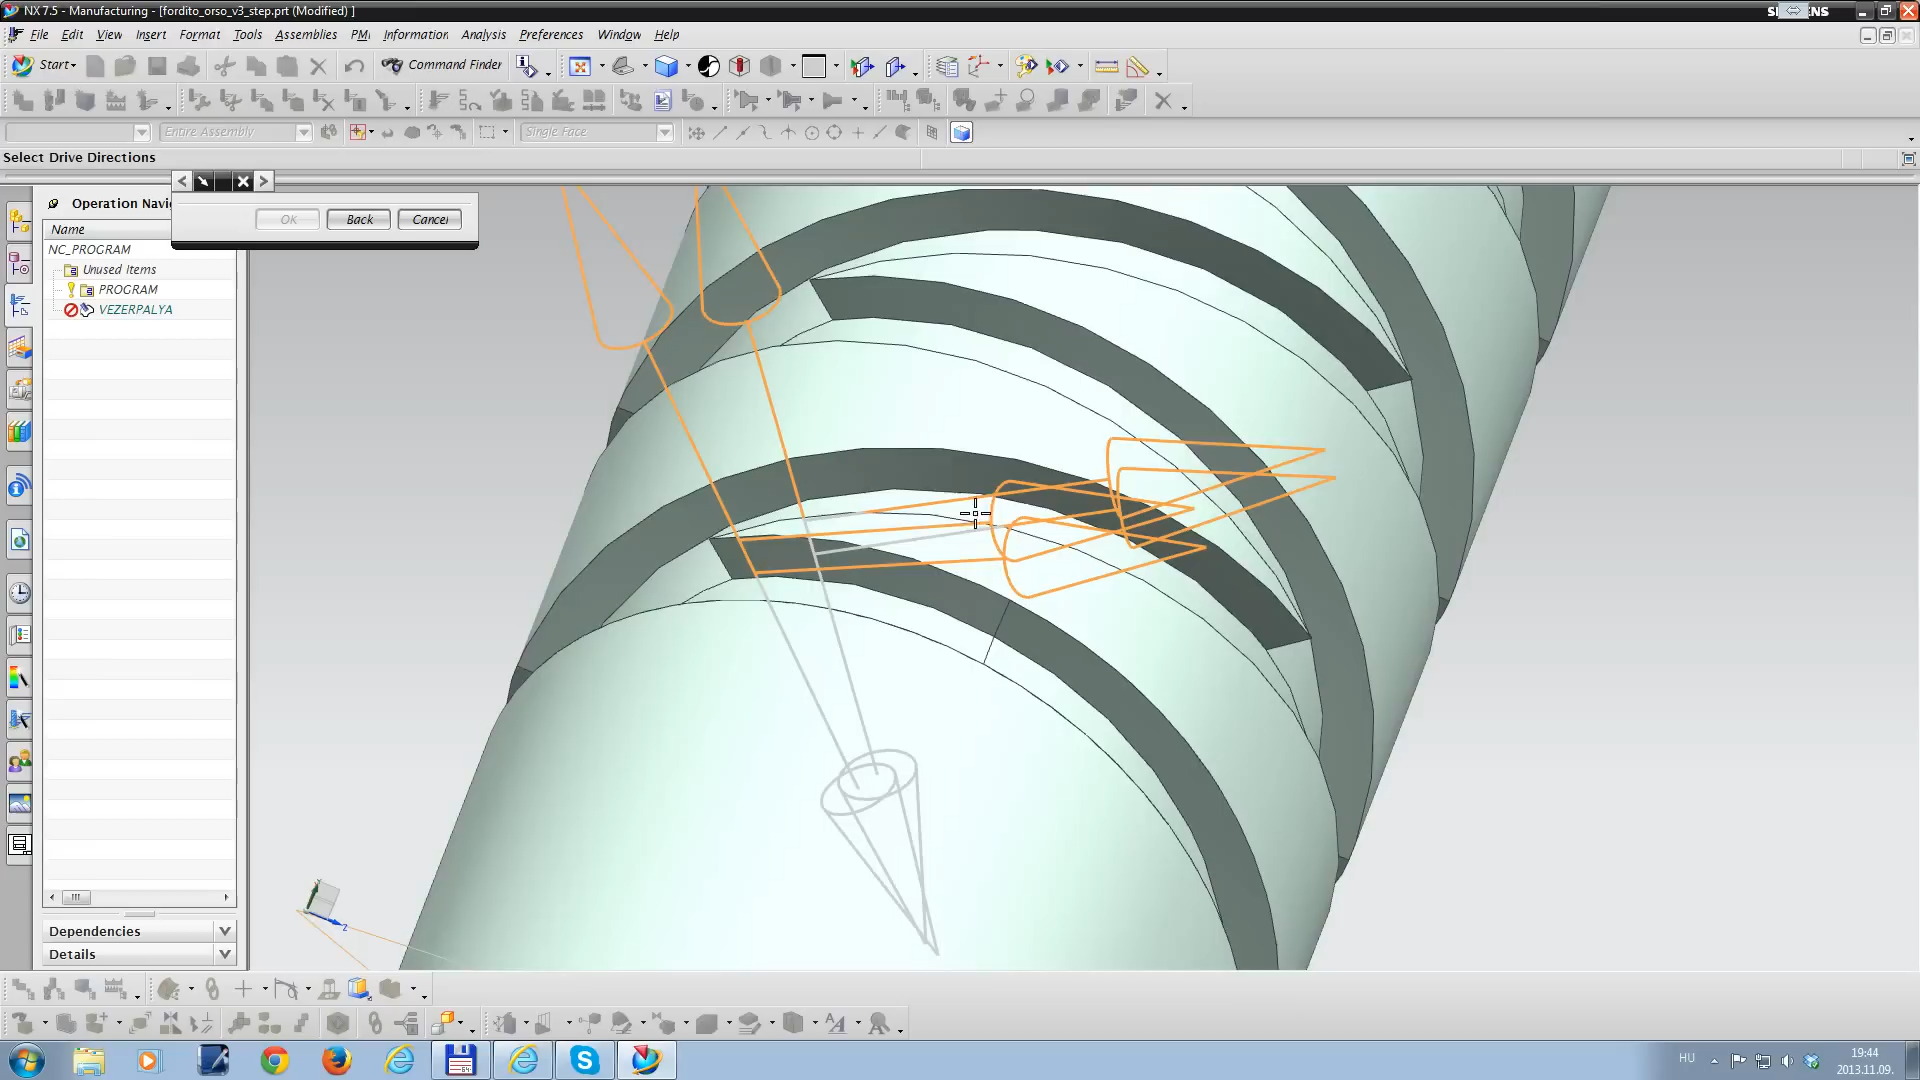 NX 7.5 - Manufacturing - [fordito_orso_v3_step.prt (Modified) ]
File Edit View Insert Format Tools Assemblies PMI Information Analysis Preferences Window Help
Start Command Finder
Entire Assembly Single Face
Select Drive Directions
Operation Navi
OK Back Cancel
Name
NC_PROGRAM
Unused Items
PROGRAM
VEZERPALYA
Z
Dependencies
Details
HU
19:44
2013.11.09.